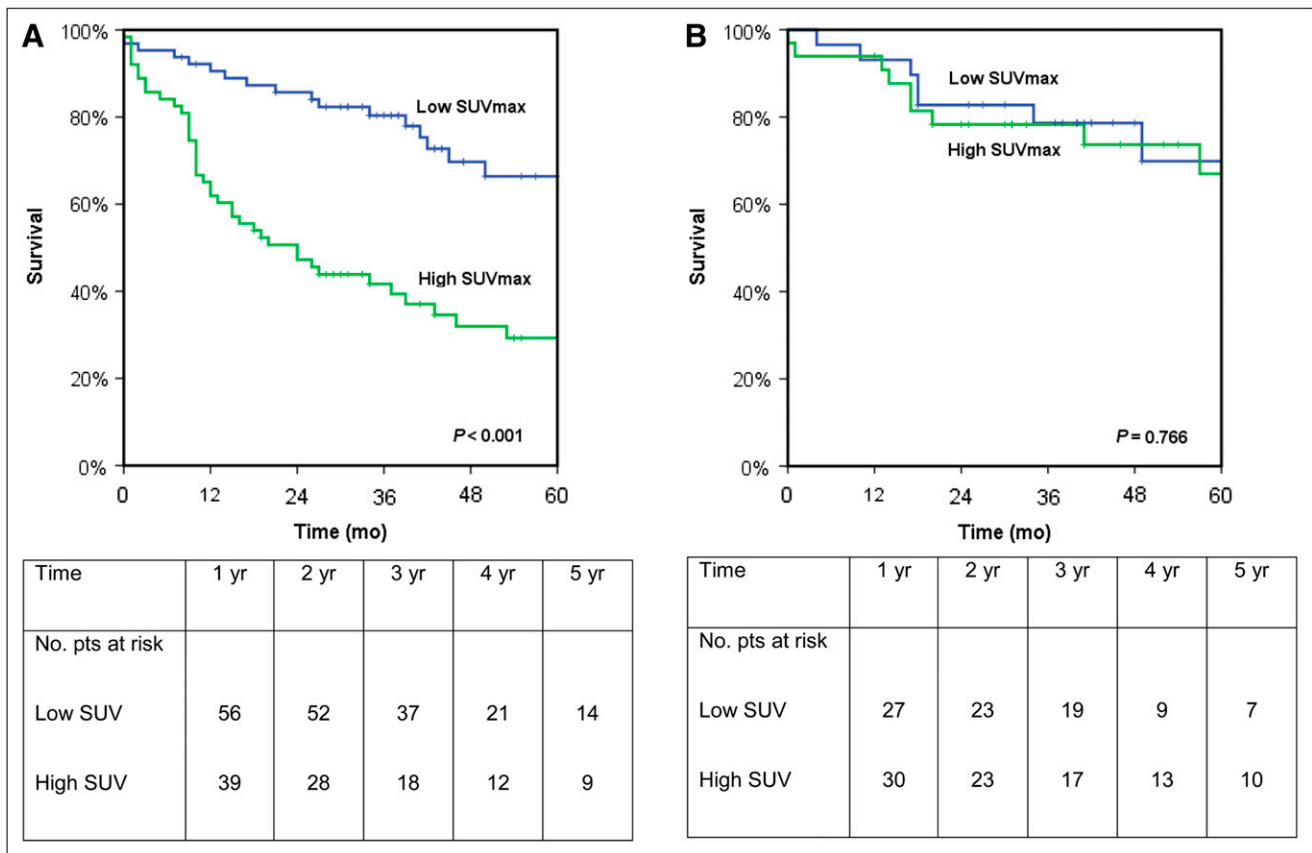 A
100%
80%
60%
40%
20%
0%
Survival
Low SUVmax
High SUVmax
P < 0.001
0 12 24 36 48 60
Time (mo)
Time 1 yr 2 yr 3 yr 4 yr 5 yr
No. pts at risk
Low SUV 56 52 37 21 14
High SUV 39 28 18 12 9
B
100%
80%
60%
40%
20%
0%
Survival
Low SUVmax
High SUVmax
P = 0.766
0 12 24 36 48 60
Time (mo)
Time 1 yr 2 yr 3 yr 4 yr 5 yr
No. pts at risk
Low SUV 27 23 19 9 7
High SUV 30 23 17 13 10